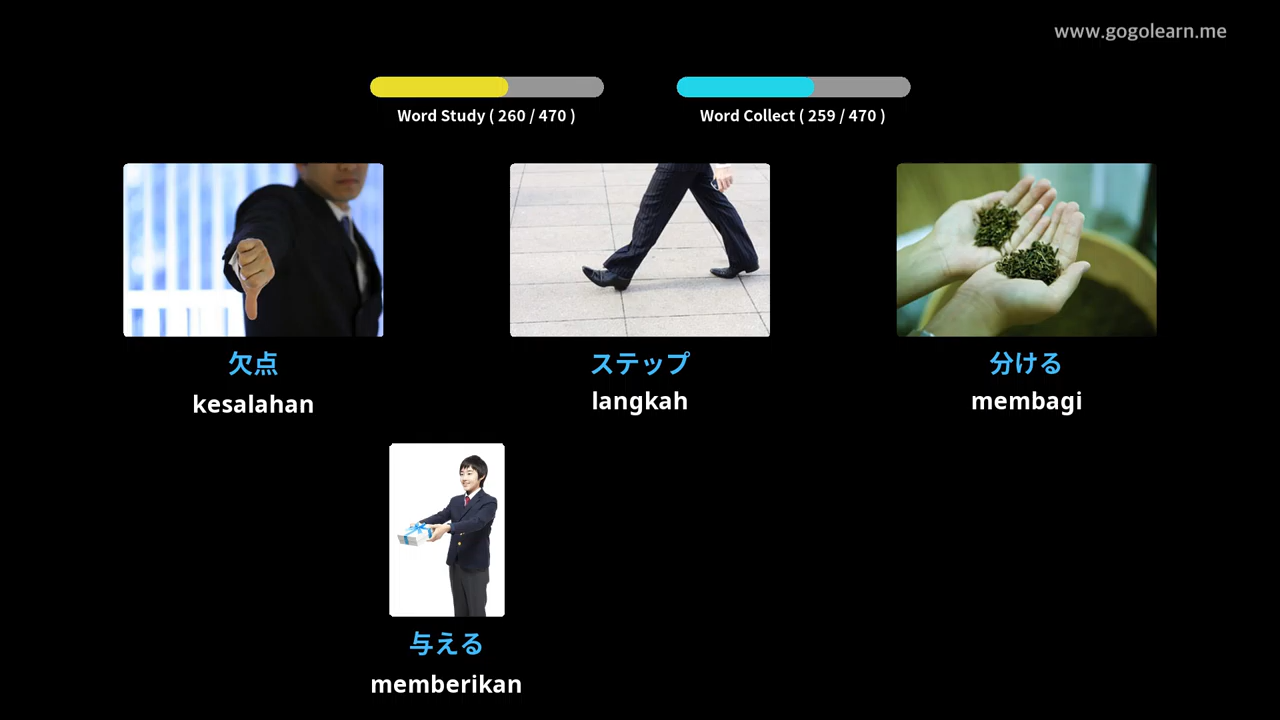 www.gogolearn.me
Word Study ( 260 / 470 )
Word Collect ( 259 / 470 )
欠点
kesalahan
ステップ
langkah
分ける
membagi
与える
memberikan